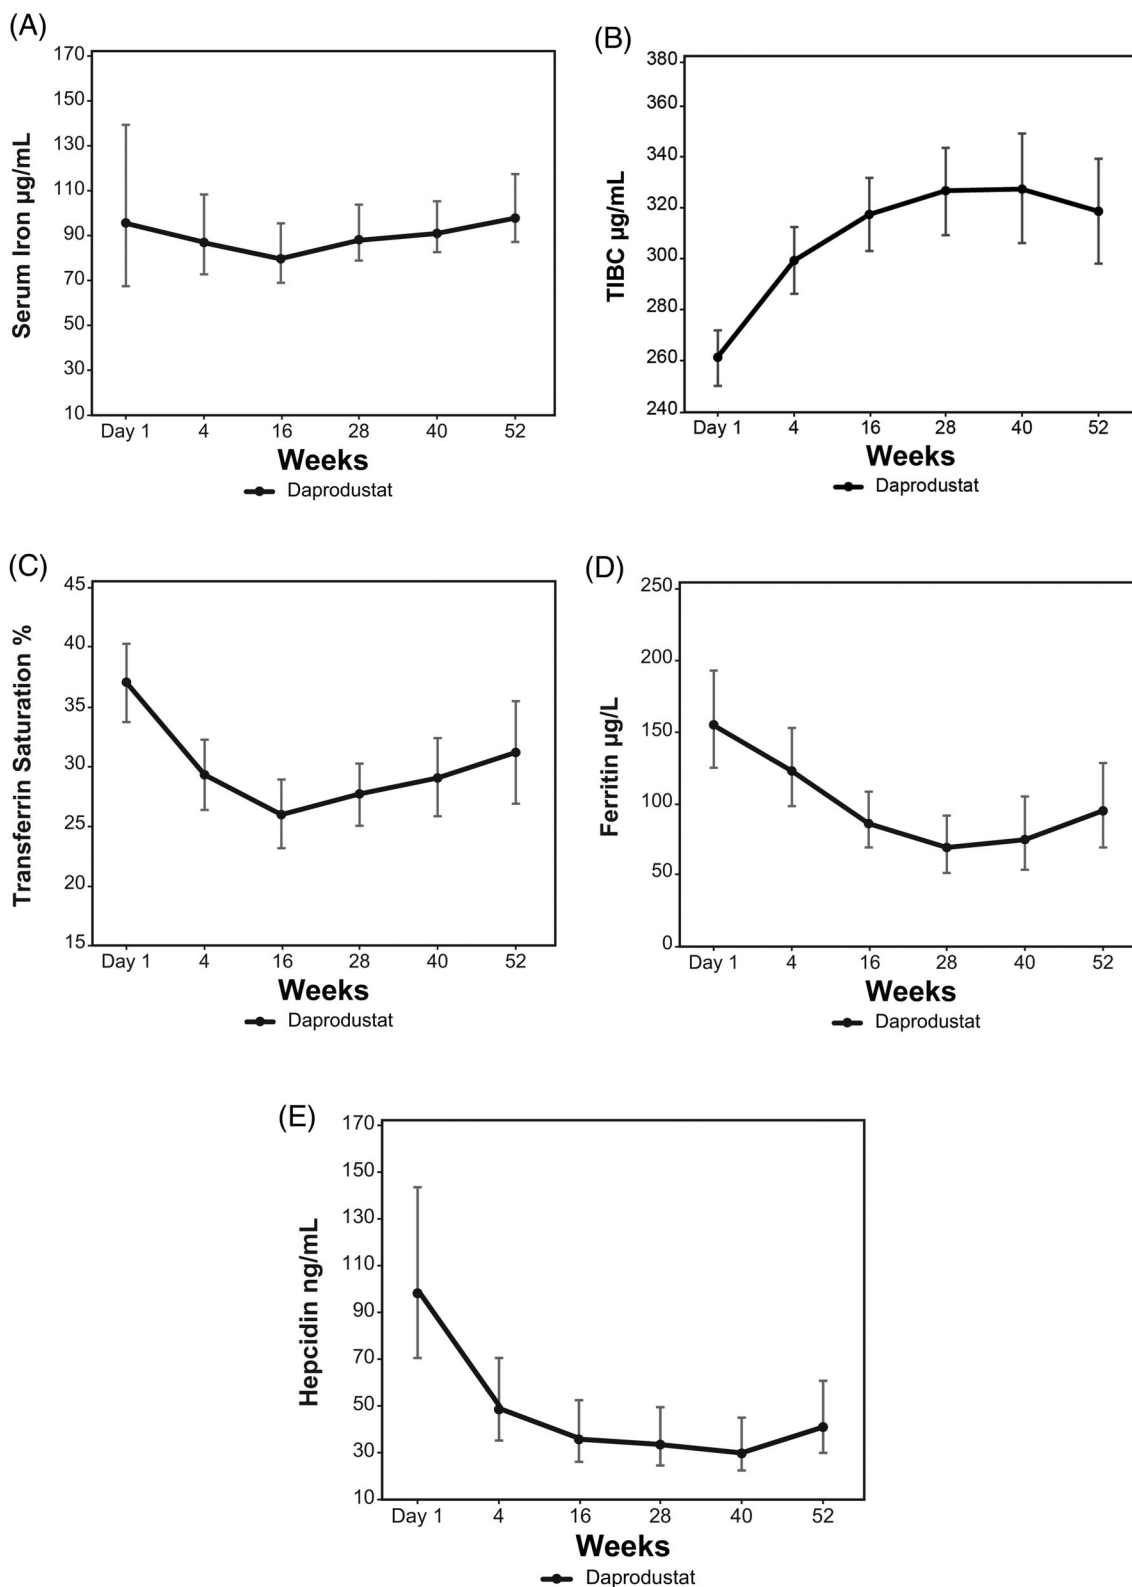 (A)
Serum Iron µg/mL
170
150
130
110
90
70
50
30
10
Day 1 4 16 28 40 52
Weeks
Daprodustat
(B)
TIBC µg/mL
380
360
340
320
300
280
260
240
Day 1 4 16 28 40 52
Weeks
Daprodustat
(C)
Transferrin Saturation %
45
40
35
30
25
20
15
Day 1 4 16 28 40 52
Weeks
Daprodustat
(D)
Ferritin µg/L
250
200
150
100
50
0
Day 1 4 16 28 40 52
Weeks
Daprodustat
(E)
Hepcidin ng/mL
170
150
130
110
90
70
50
30
10
Day 1 4 16 28 40 52
Weeks
Daprodustat